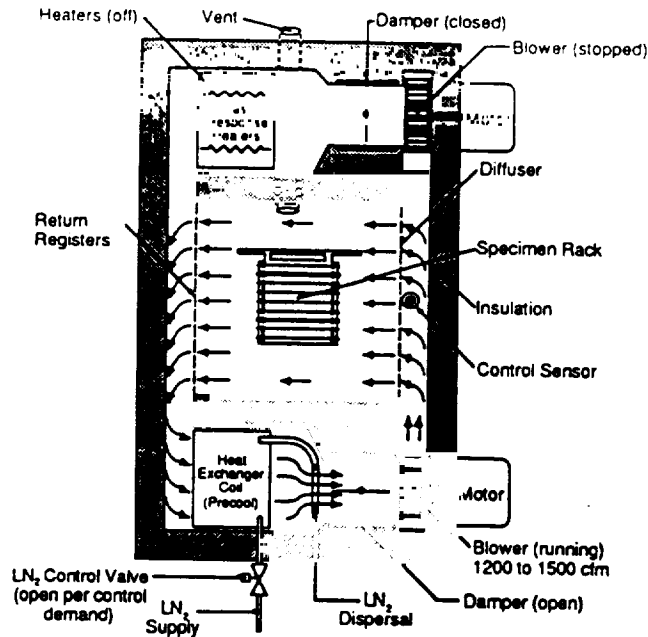 Heaters (off)
Vent
Damper (closed)
Blower (stopped)
Motor
Diffuser
Return
Registers
Specimen Rack
Insulation
Control Sensor
Heat
Exchanger
Coil
(Precool)
Motor
Blower (running)
1200 to 1500 cfm
LN₂ Control Valve
(open per control
demand)
LN₂
Supply
LN₂
Dispersal
Damper (open)